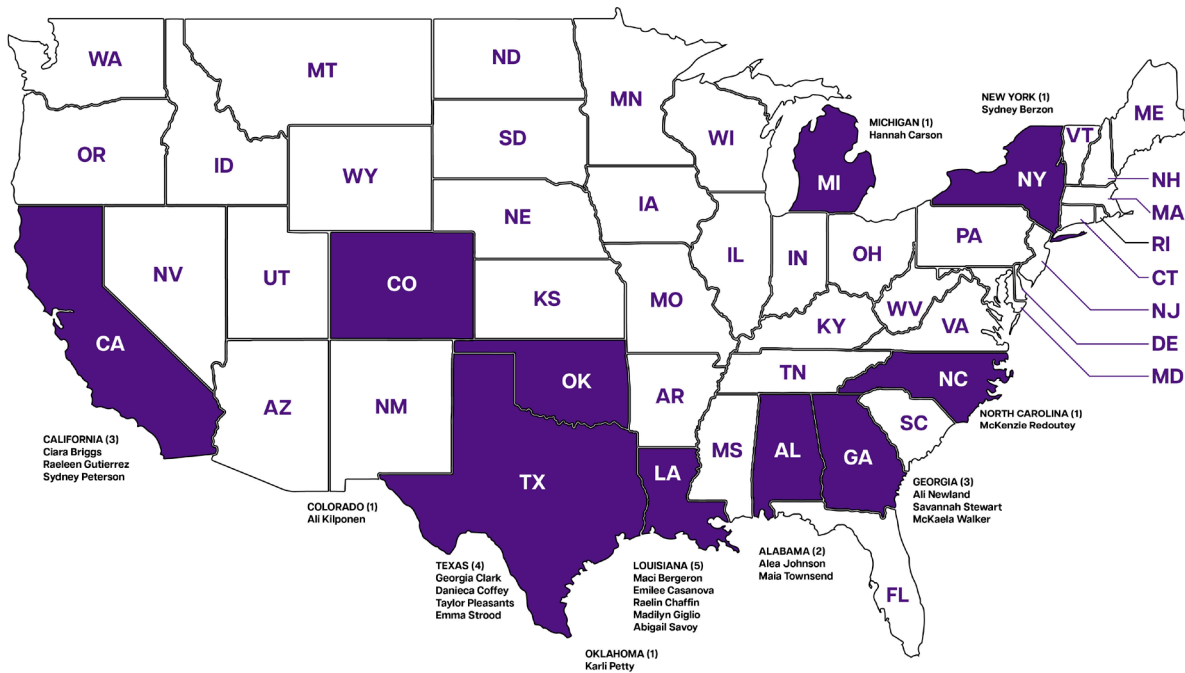 WA
MT
ND
MN
OR
ID
WY
SD
WI
MI
NEW YORK (1)
Sydney Berzon
MICHIGAN (1)
Hannah Carson
VT
ME
NY
NH
MA
RI
CT
NJ
DE
MD
NV
UT
CO
NE
IA
KS
MO
IL
IN
OH
PA
WV
VA
KY
CA
AZ
NM
OK
AR
TN
NC
SC
TX
LA
MS
AL
GA
FL
NORTH CAROLINA (1)
McKenzie Redoutey
CALIFORNIA (3)
Ciara Briggs
Raeleen Gutierrez
Sydney Peterson
COLORADO (1)
Ali Kilponen
GEORGIA (3)
Ali Newland
Savannah Stewart
McKaela Walker
TEXAS (4)
Georgia Clark
Danieca Coffey
Taylor Pleasants
Emma Strood
LOUISIANA (5)
Maci Bergeron
Emilee Casanova
Raelin Chaffin
Madilyn Giglio
Abigail Savoy
ALABAMA (2)
Alea Johnson
Maia Townsend
OKLAHOMA (1)
Karli Petty